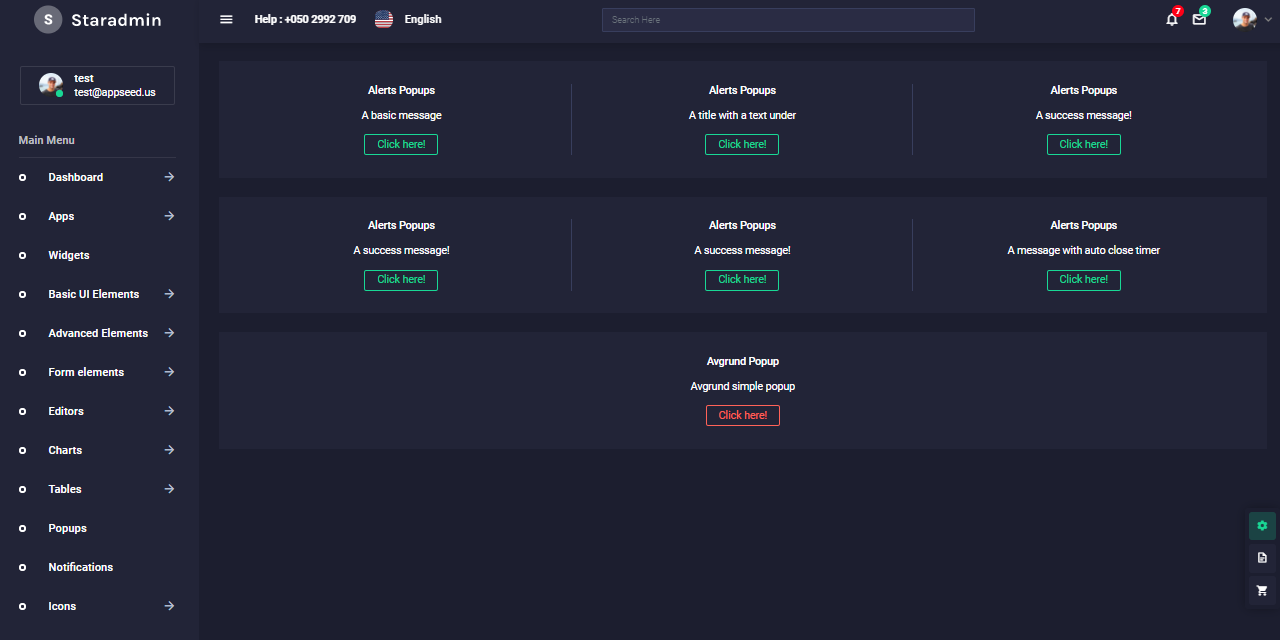 S Staradmin
Help : +050 2992 709
English
Search Here
7
3
test
test@appseed.us
Main Menu
Dashboard
Apps
Widgets
Basic UI Elements
Advanced Elements
Form elements
Editors
Charts
Tables
Popups
Notifications
Icons
Alerts Popups
A basic message
Click here!
Alerts Popups
A title with a text under
Click here!
Alerts Popups
A success message!
Click here!
Alerts Popups
A success message!
Click here!
Alerts Popups
A success message!
Click here!
Alerts Popups
A message with auto close timer
Click here!
Avgrund Popup
Avgrund simple popup
Click here!